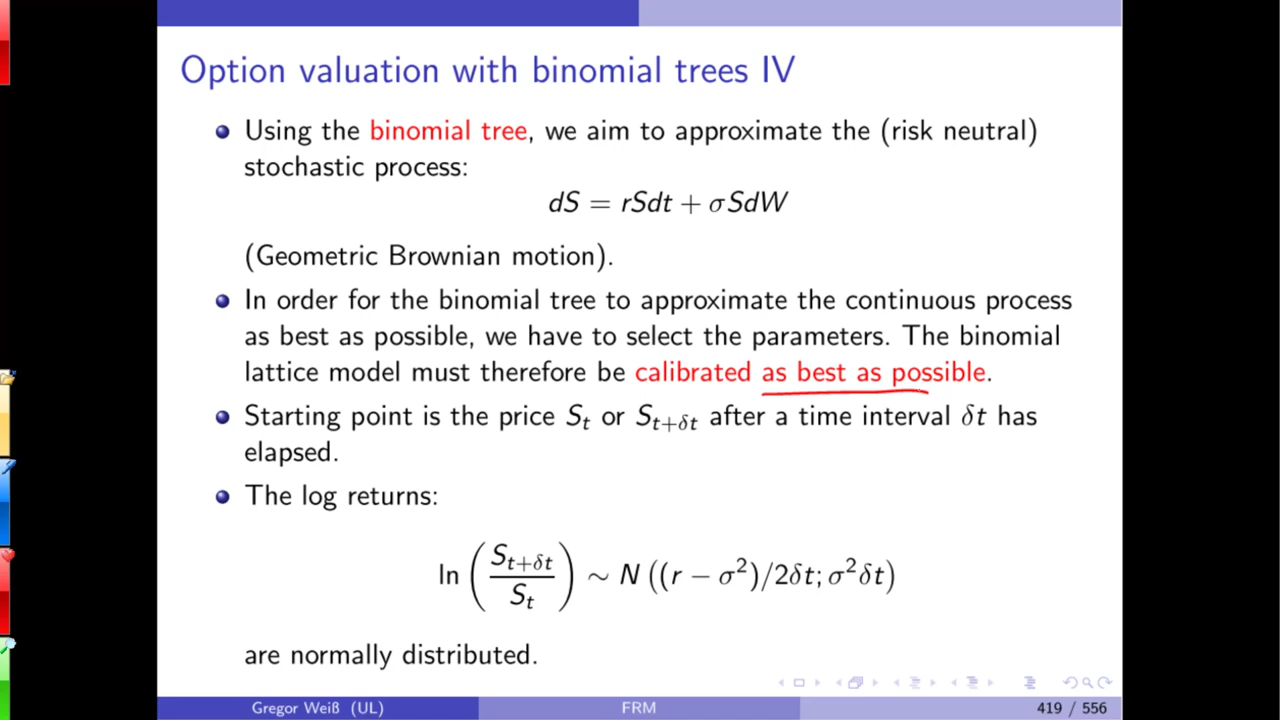 Option valuation with binomial trees IV
Using the binomial tree, we aim to approximate the (risk neutral)
stochastic process:
dS = rSdt + σSdW
(Geometric Brownian motion).
In order for the binomial tree to approximate the continuous process
as best as possible, we have to select the parameters. The binomial
lattice model must therefore be calibrated as best as possible.
Starting point is the price S_t or S_{t+δt} after a time interval δt has
elapsed.
The log returns:
ln (S_{t+δt} / S_t) ∼ N ((r − σ²)/2δt; σ²δt)
are normally distributed.
Gregor Weiß (UL) FRM 419 / 556